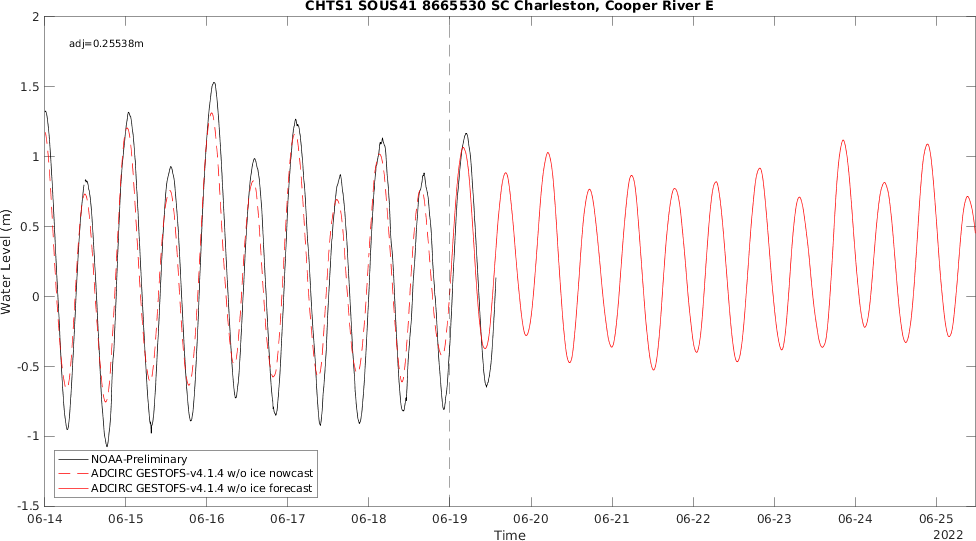 CHTS1 SOUS41 8665530 SC Charleston, Cooper River E
2
adj=0.25538m
1.5
1
0.5
0
-0.5
-1
-1.5
Water Level (m)
NOAA-Preliminary
ADCIRC GESTOFS-v4.1.4 w/o ice nowcast
ADCIRC GESTOFS-v4.1.4 w/o ice forecast
06-14 06-15 06-16 06-17 06-18 06-19 06-20 06-21 06-22 06-23 06-24 06-25
Time
2022